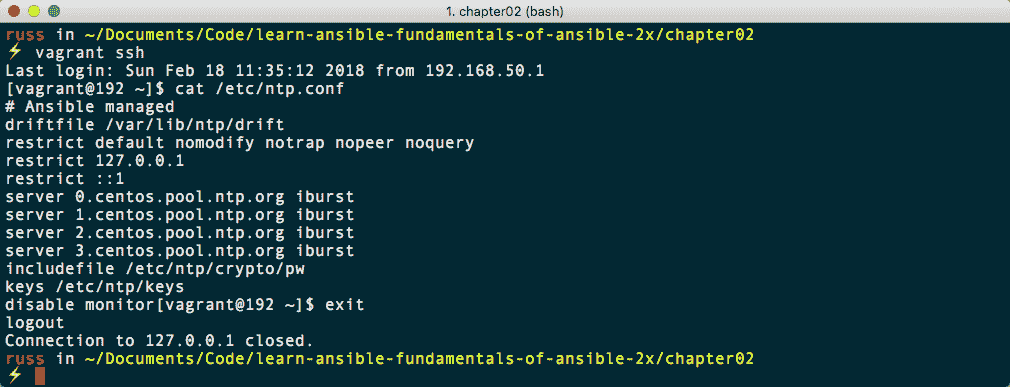 1. chapter02 (bash)
russ in ~/Documents/Code/learn-ansible-fundamentals-of-ansible-2x/chapter02
⚡ vagrant ssh
Last login: Sun Feb 18 11:35:12 2018 from 192.168.50.1
[vagrant@192 ~]$ cat /etc/ntp.conf
# Ansible managed
driftfile /var/lib/ntp/drift
restrict default nomodify notrap nopeer noquery
restrict 127.0.0.1
restrict ::1
server 0.centos.pool.ntp.org iburst
server 1.centos.pool.ntp.org iburst
server 2.centos.pool.ntp.org iburst
server 3.centos.pool.ntp.org iburst
includefile /etc/ntp/crypto/pw
keys /etc/ntp/keys
disable monitor[vagrant@192 ~]$ exit
logout
Connection to 127.0.0.1 closed.
russ in ~/Documents/Code/learn-ansible-fundamentals-of-ansible-2x/chapter02
⚡